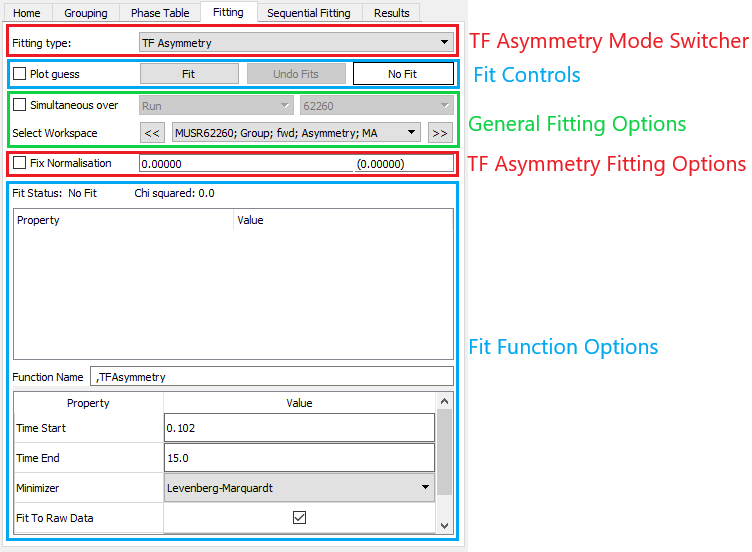 Home Grouping Phase Table Fitting Sequential Fitting Results
Fitting type: TF Asymmetry TF Asymmetry Mode Switcher
Plot guess Fit Undo Fits No Fit Fit Controls
Simultaneous over Run 62260
General Fitting Options
Select Workspace << MUSR62260; Group; fwd; Asymmetry; MA >>
Fix Normalisation 0.00000 (0.00000) TF Asymmetry Fitting Options
Fit Status: No Fit Chi squared: 0.0
Property Value
Fit Function Options
Function Name ,TFAsymmetry
Property Value
Time Start 0.102
Time End 15.0
Minimizer Levenberg-Marquardt
Fit To Raw Data